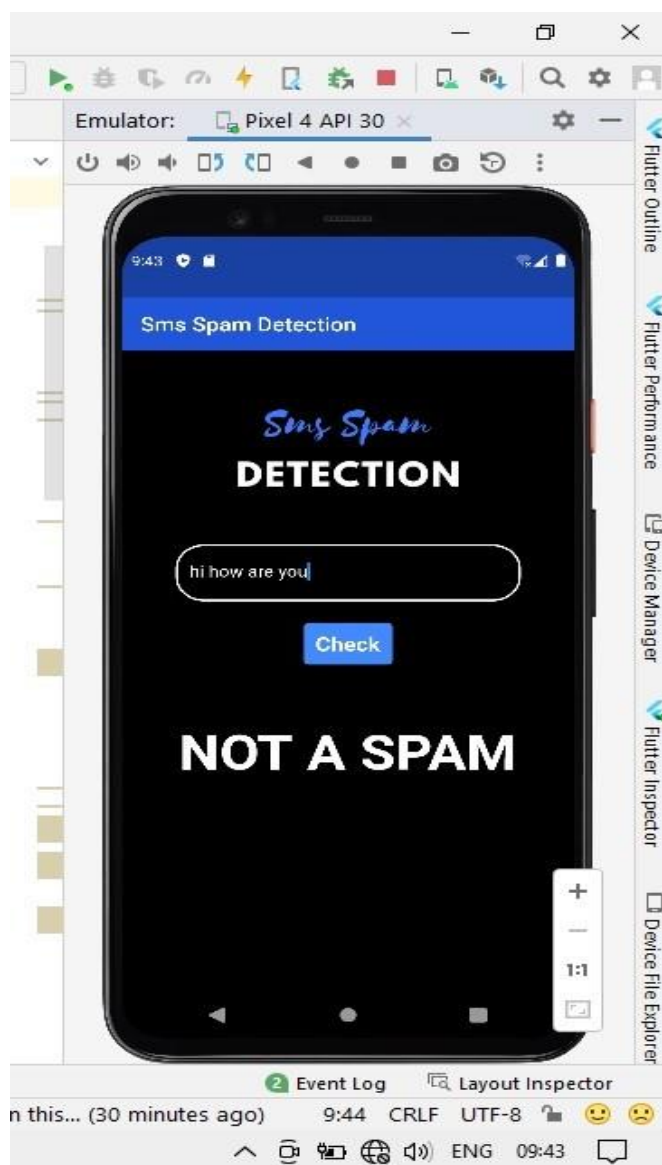 Emulator: Pixel 4 API 30
9:43
Sms Spam Detection
Sms Spam
DETECTION
hi how are you
Check
NOT A SPAM
1:1
Flutter Outline
Flutter Performance
Device Manager
Flutter Inspector
Device File Explorer
2 Event Log Layout Inspector
n this... (30 minutes ago) 9:44 CRLF UTF-8
ENG 09:43